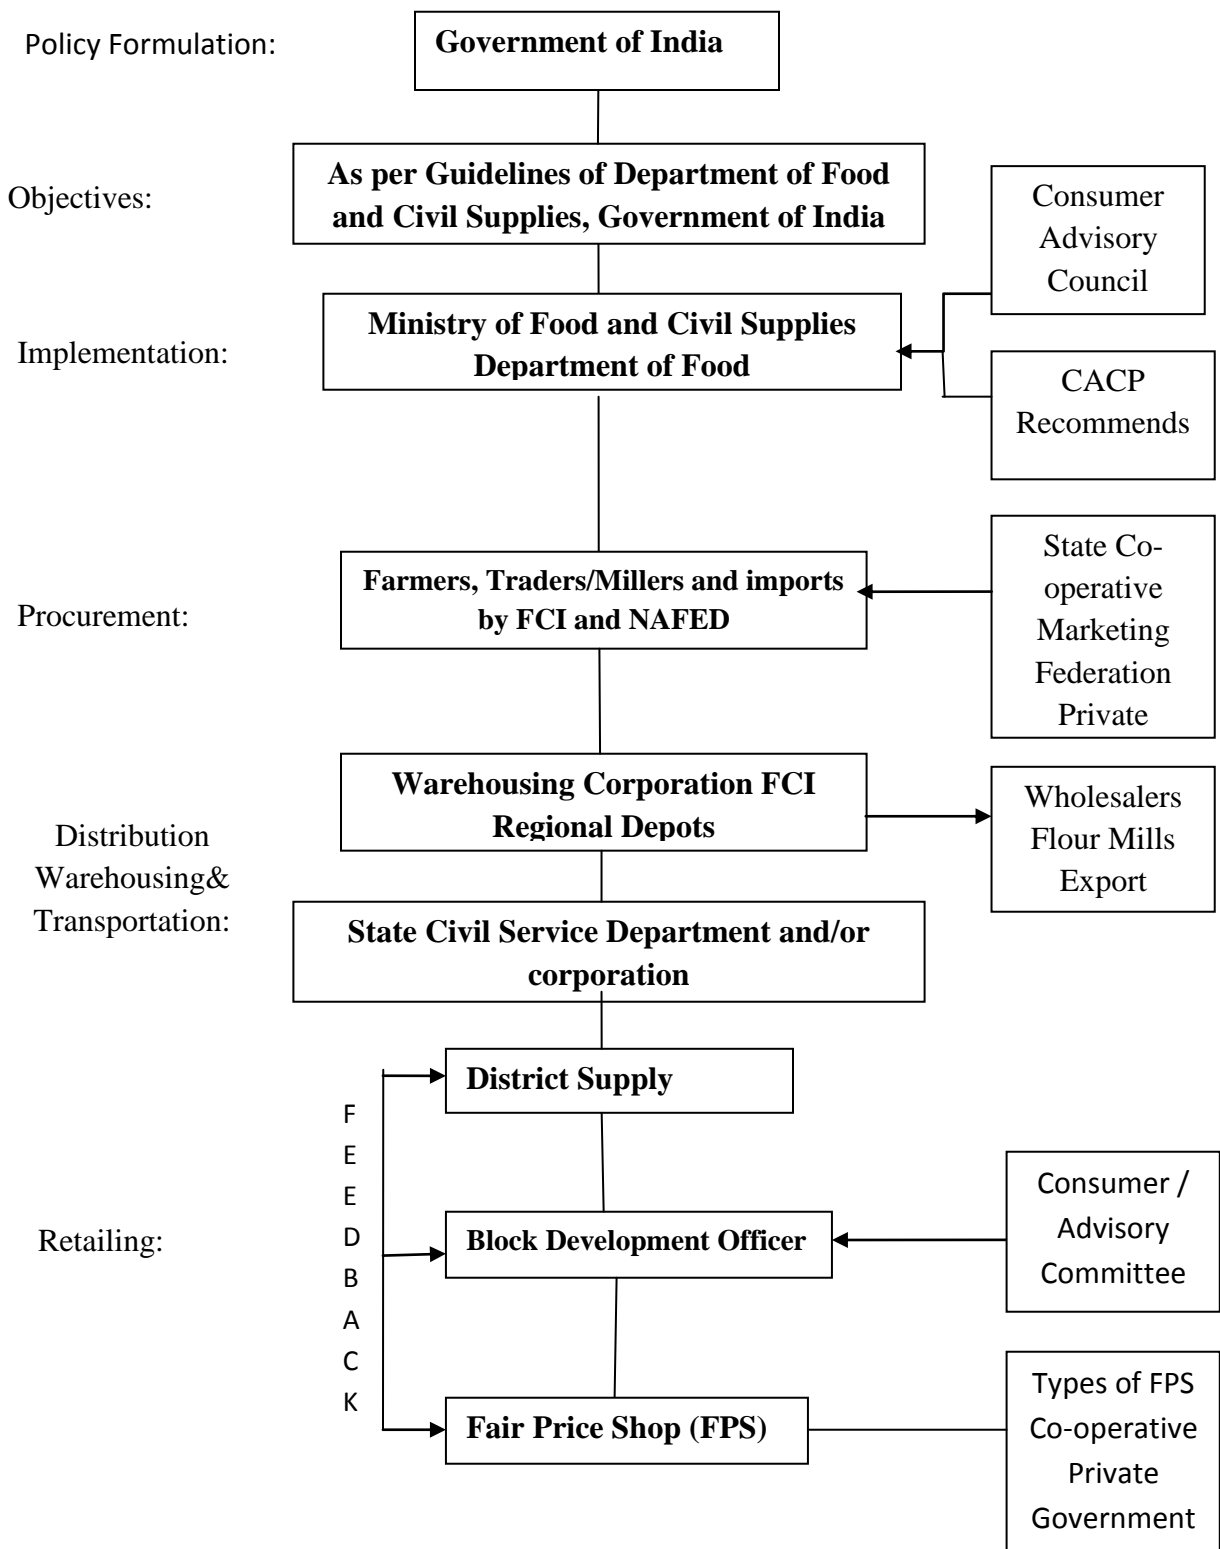 Policy Formulation:
Government of India
Objectives:
As per Guidelines of Department of Food
and Civil Supplies, Government of India
Consumer
Advisory
Council
Implementation:
Ministry of Food and Civil Supplies
Department of Food
CACP
Recommends
Procurement:
Farmers, Traders/Millers and imports
by FCI and NAFED
State Co-
operative
Marketing
Federation
Private
Distribution
Warehousing&
Transportation:
Warehousing Corporation FCI
Regional Depots
Wholesalers
Flour Mills
Export
State Civil Service Department and/or
corporation
District Supply
F
E
E
D
B
A
C
K
Retailing:
Block Development Officer
Consumer /
Advisory
Committee
Fair Price Shop (FPS)
Types of FPS
Co-operative
Private
Government